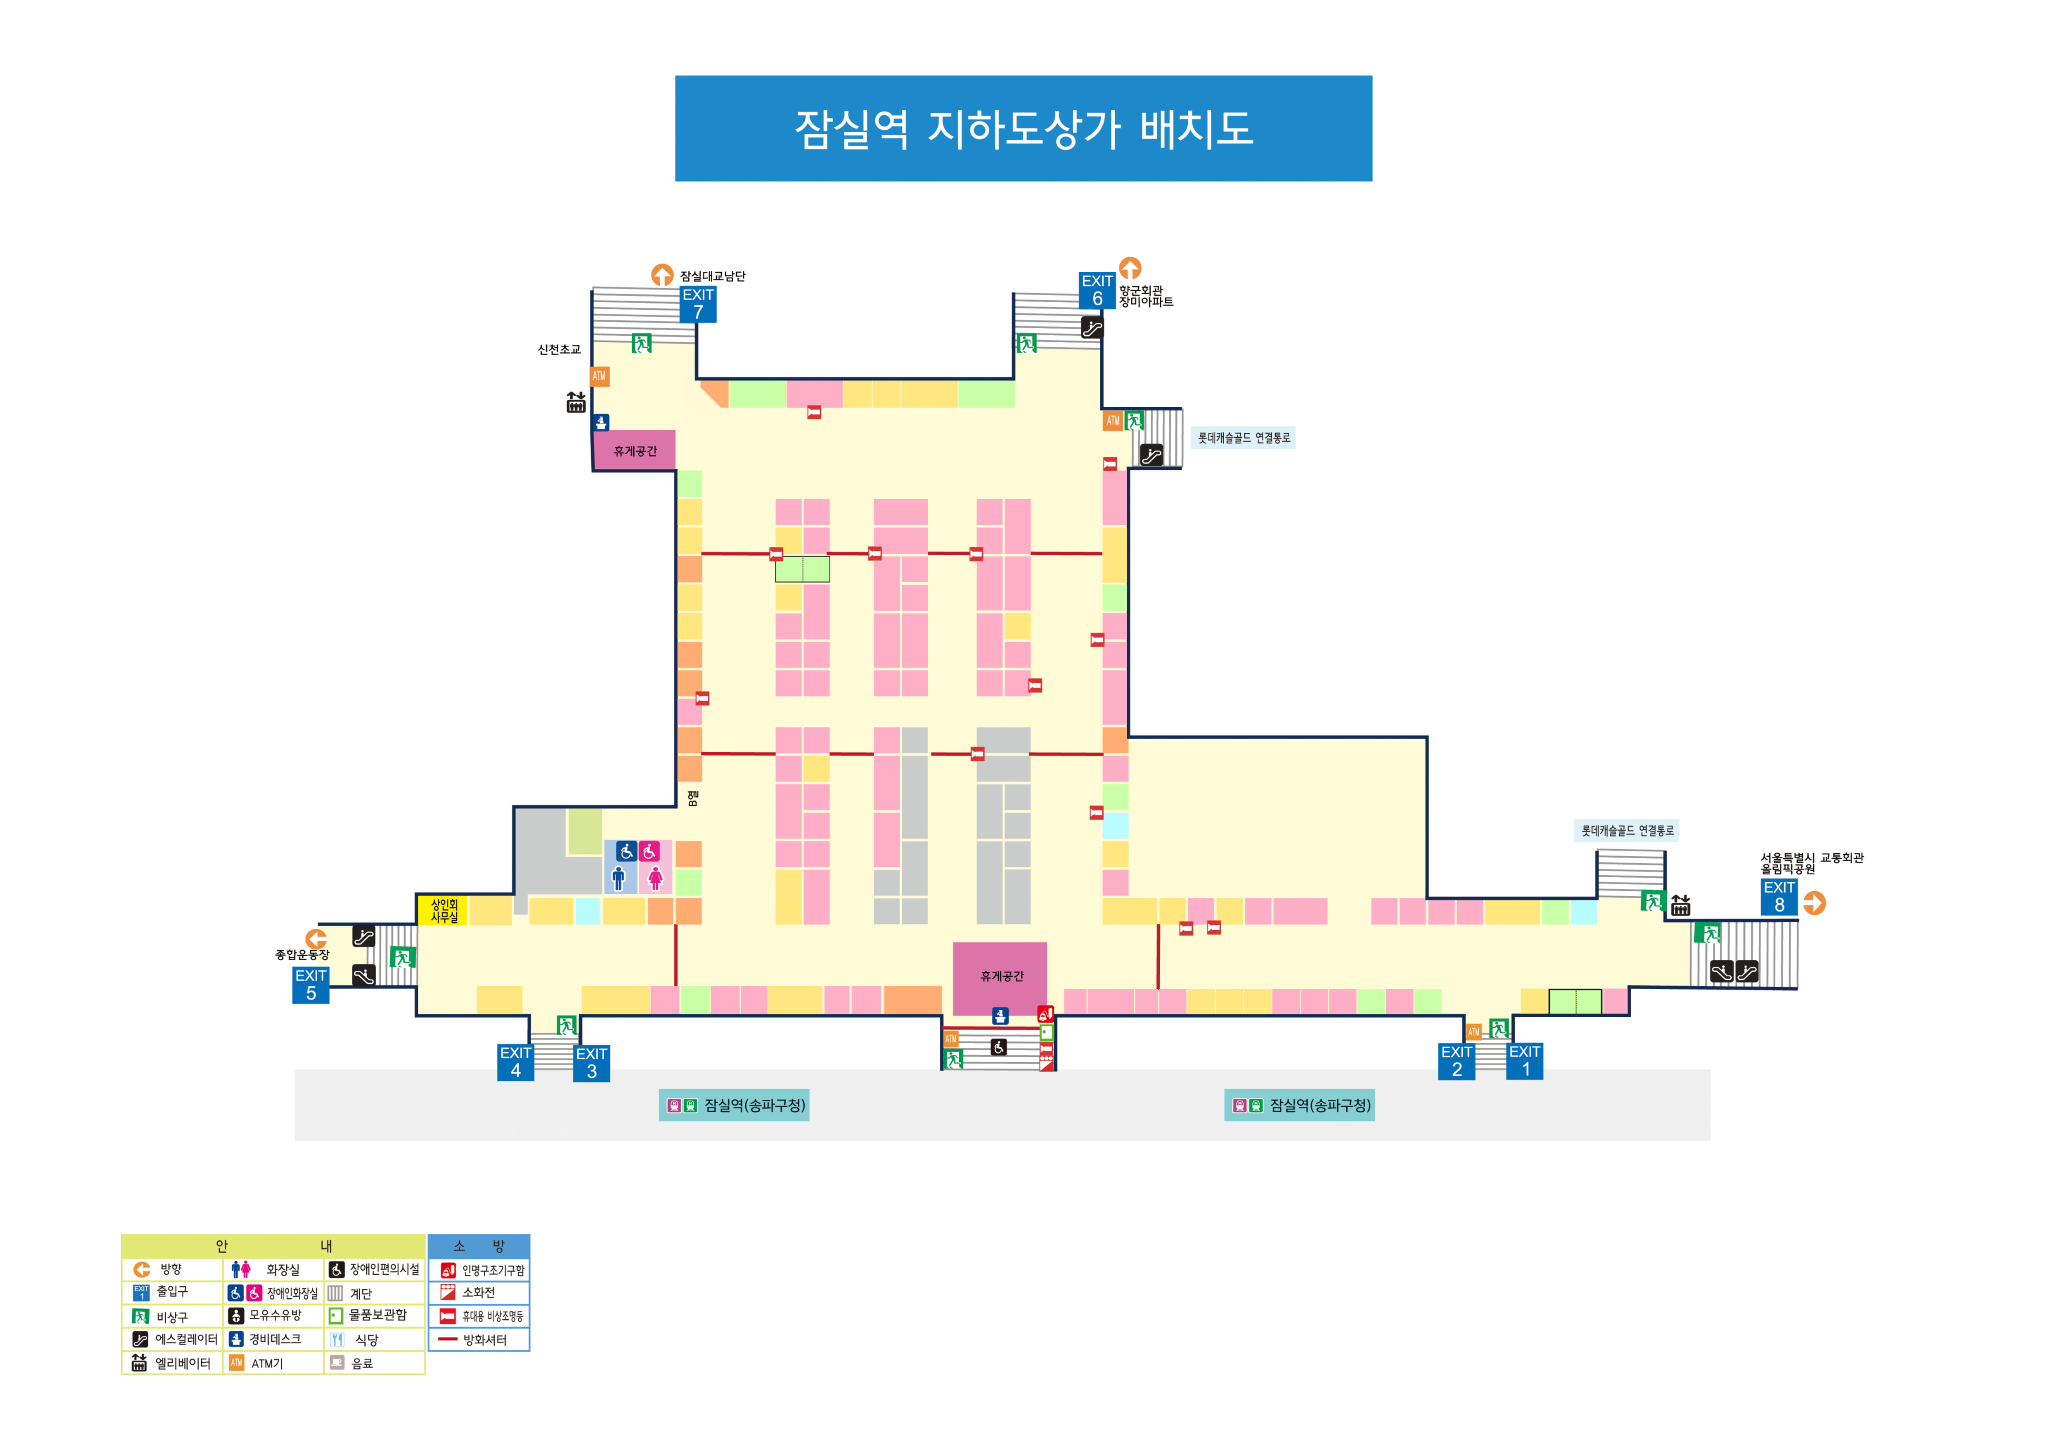 잠실역 지하도상가 배치도
잠실대교남단
EXIT
7
EXIT
6
향군회관
장미아파트
신천초교
ATM
휴게공간
ATM
롯데캐슬골드 연결통로
B열
롯데캐슬골드 연결통로
서울특별시 교통회관
올림픽공원
EXIT
8
상인회
사무실
종합운동장
EXIT
5
휴게공간
ATM
ATM
EXIT
4
EXIT
3
EXIT
2
EXIT
1
잠실역(송파구청)
잠실역(송파구청)
안 내
소 방
방향
화장실
장애인편의시설
인명구조기구함
EXIT
1
출입구
장애인화장실
계단
소화전
비상구
모유수유방
물품보관함
휴대용 비상조명등
에스컬레이터
경비데스크
식당
방화셔터
엘리베이터
ATM
ATM기
음료